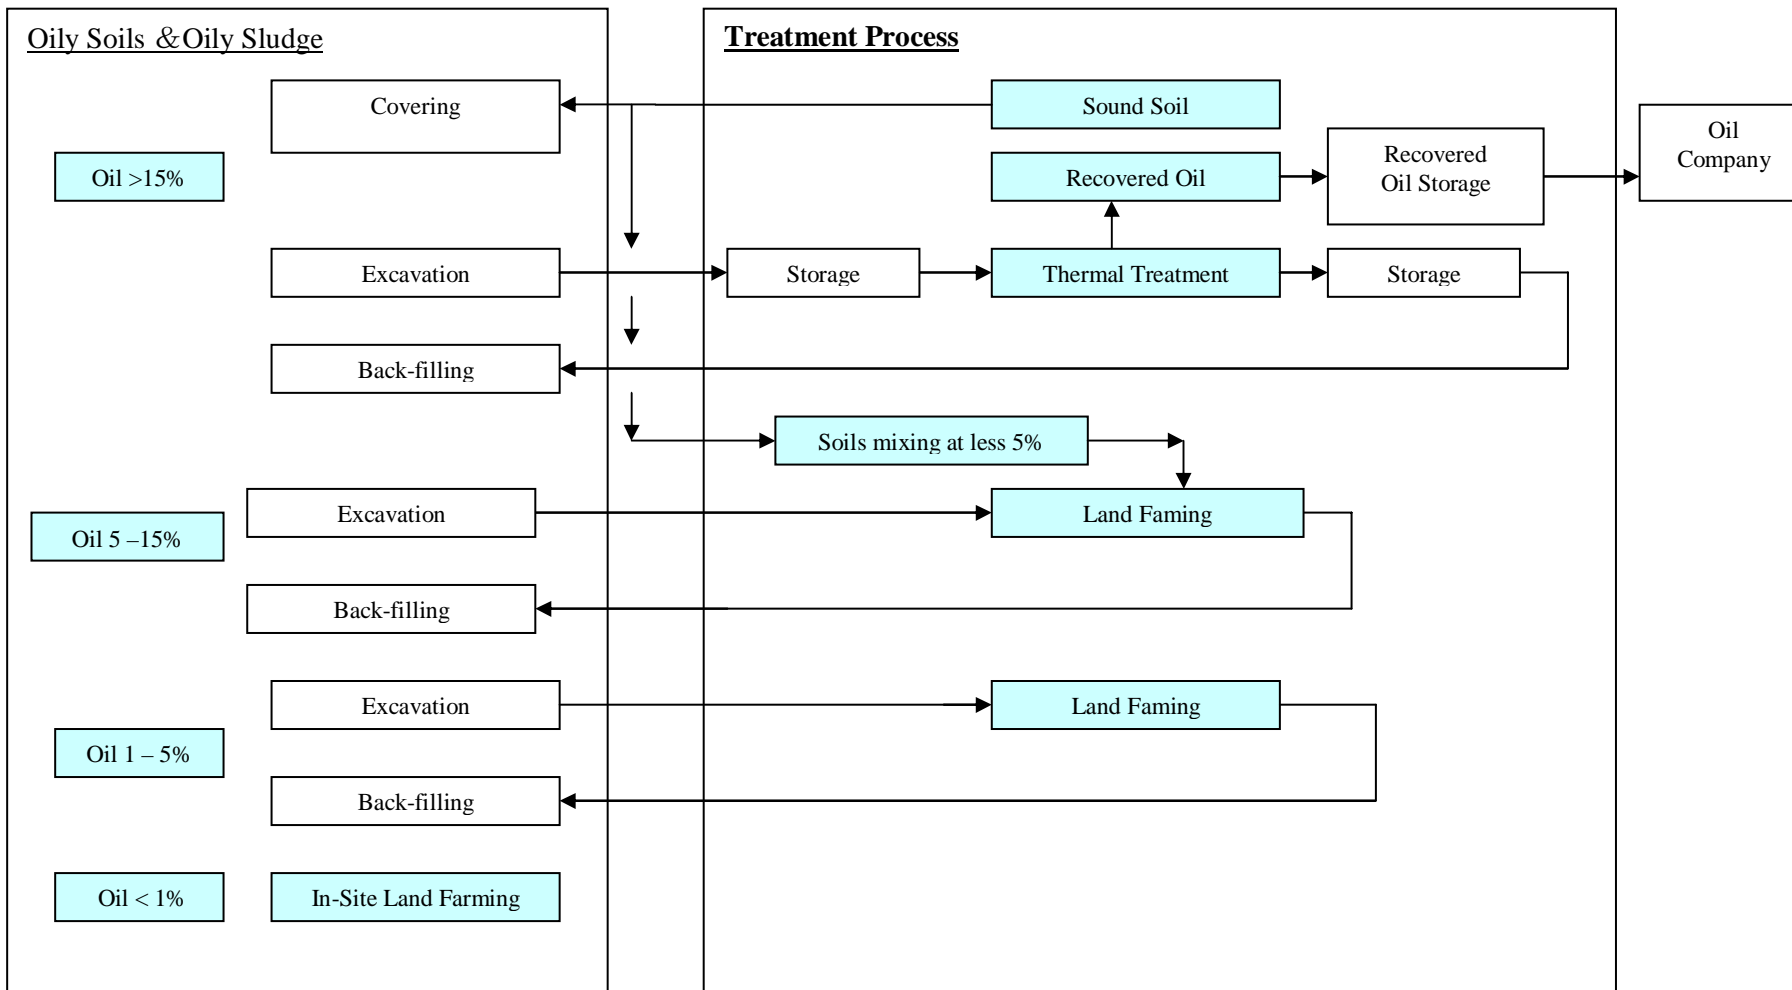 Oily Soils &Oily Sludge
Treatment Process
Covering
Sound Soil
Oil
Company
Recovered
Oil Storage
Oil >15%
Recovered Oil
Excavation
Storage
Thermal Treatment
Storage
Back-filling
Soils mixing at less 5%
Excavation
Land Faming
Oil 5 –15%
Back-filling
Excavation
Land Faming
Oil 1 – 5%
Back-filling
Oil < 1%
In-Site Land Farming